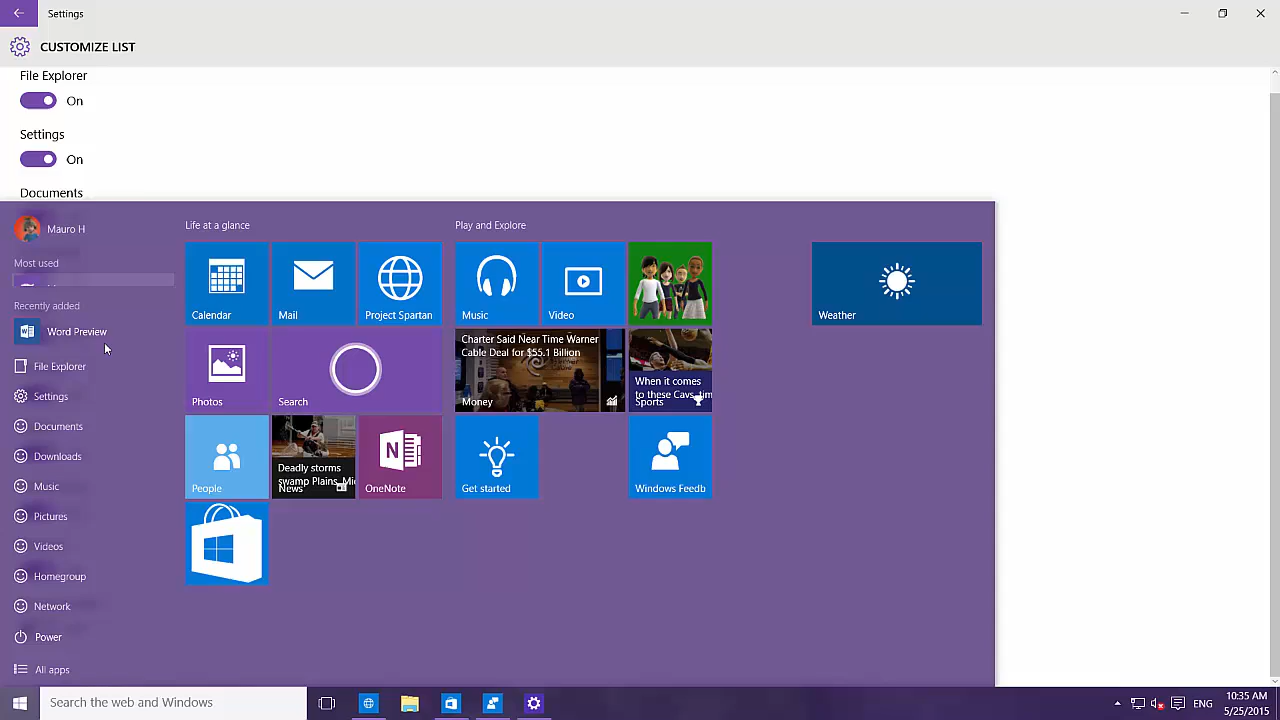 Settings
CUSTOMIZE LIST
File Explorer
On
Settings
On
Documents
Mauro H
Most used
Recently added
Word Preview
File Explorer
Settings
Documents
Downloads
Music
Pictures
Videos
Homegroup
Network
Power
All apps
Life at a glance
Calendar
Mail
Project Spartan
Photos
Search
People
Deadly storms
swamp Plains,
News
OneNote
Play and Explore
Music
Video
Charter Said Near Time Warner
Cable Deal for $55.1 Billion
Money
When it comes
to these Cavs,
Sports
Get started
Windows Feedb
Weather
Search the web and Windows
ENG
10:35 AM
5/25/2015